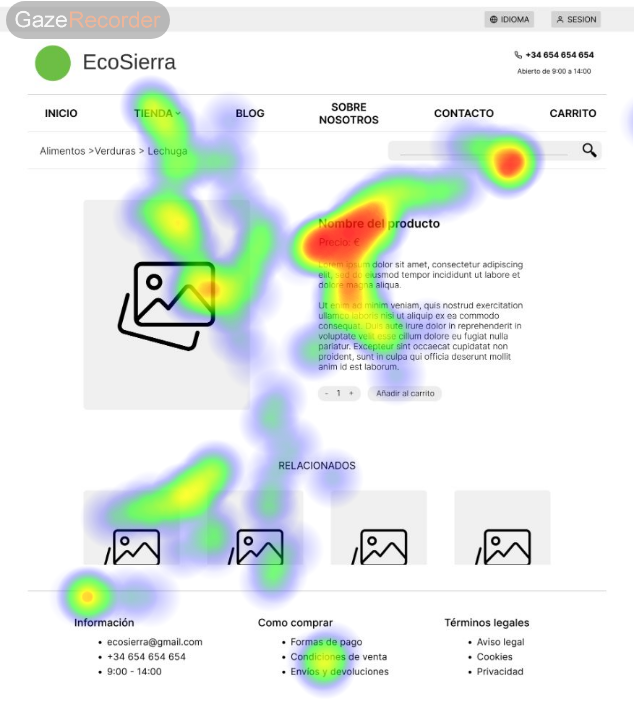 GazeRecorder
IDIOMA
SESION
EcoSierra
+34 654 654 654
Abierto de 9:00 a 14:00
INICIO
TIENDA
BLOG
SOBRE
NOSOTROS
CONTACTO
CARRITO
Alimentos >Verduras > Lechuga
Nombre del producto
Precio: €
Lorem ipsum dolor sit amet, consectetur adipiscing
elit, sed do eiusmod tempor incididunt ut labore et
dolore magna aliqua.
Ut enim ad minim veniam, quis nostrud exercitation
ullamco laboris nisi ut aliquip ex ea commodo
consequat. Duis aute irure dolor in reprehenderit in
voluptate velit esse cillum dolore eu fugiat nulla
pariatur. Excepteur sint occaecat cupidatat non
proident, sunt in culpa qui officia deserunt mollit
anim id est laborum.
- 1 +
Añadir al carrito
RELACIONADOS
Información
• ecosierra@gmail.com
• +34 654 654 654
• 9:00 - 14:00
Como comprar
• Formas de pago
• Condiciones de venta
• Envíos y devoluciones
Términos legales
• Aviso legal
• Cookies
• Privacidad